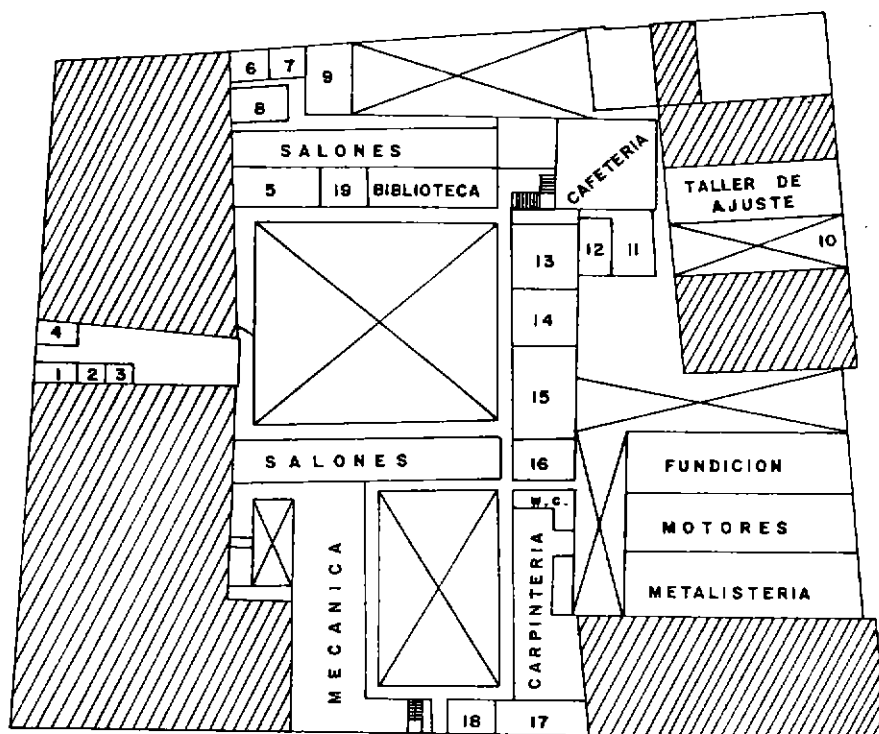 6 7 9
8
SALONES
CAFETERIA
5 19 BIBLIOTECA
TALLER DE
AJUSTE
10
12 11
13
14
4
1 2 3
15
SALONES
16
FUNDICION
W.C.
MOTORES
MECANICA
CARPINTERIA
METALISTERIA
18 17